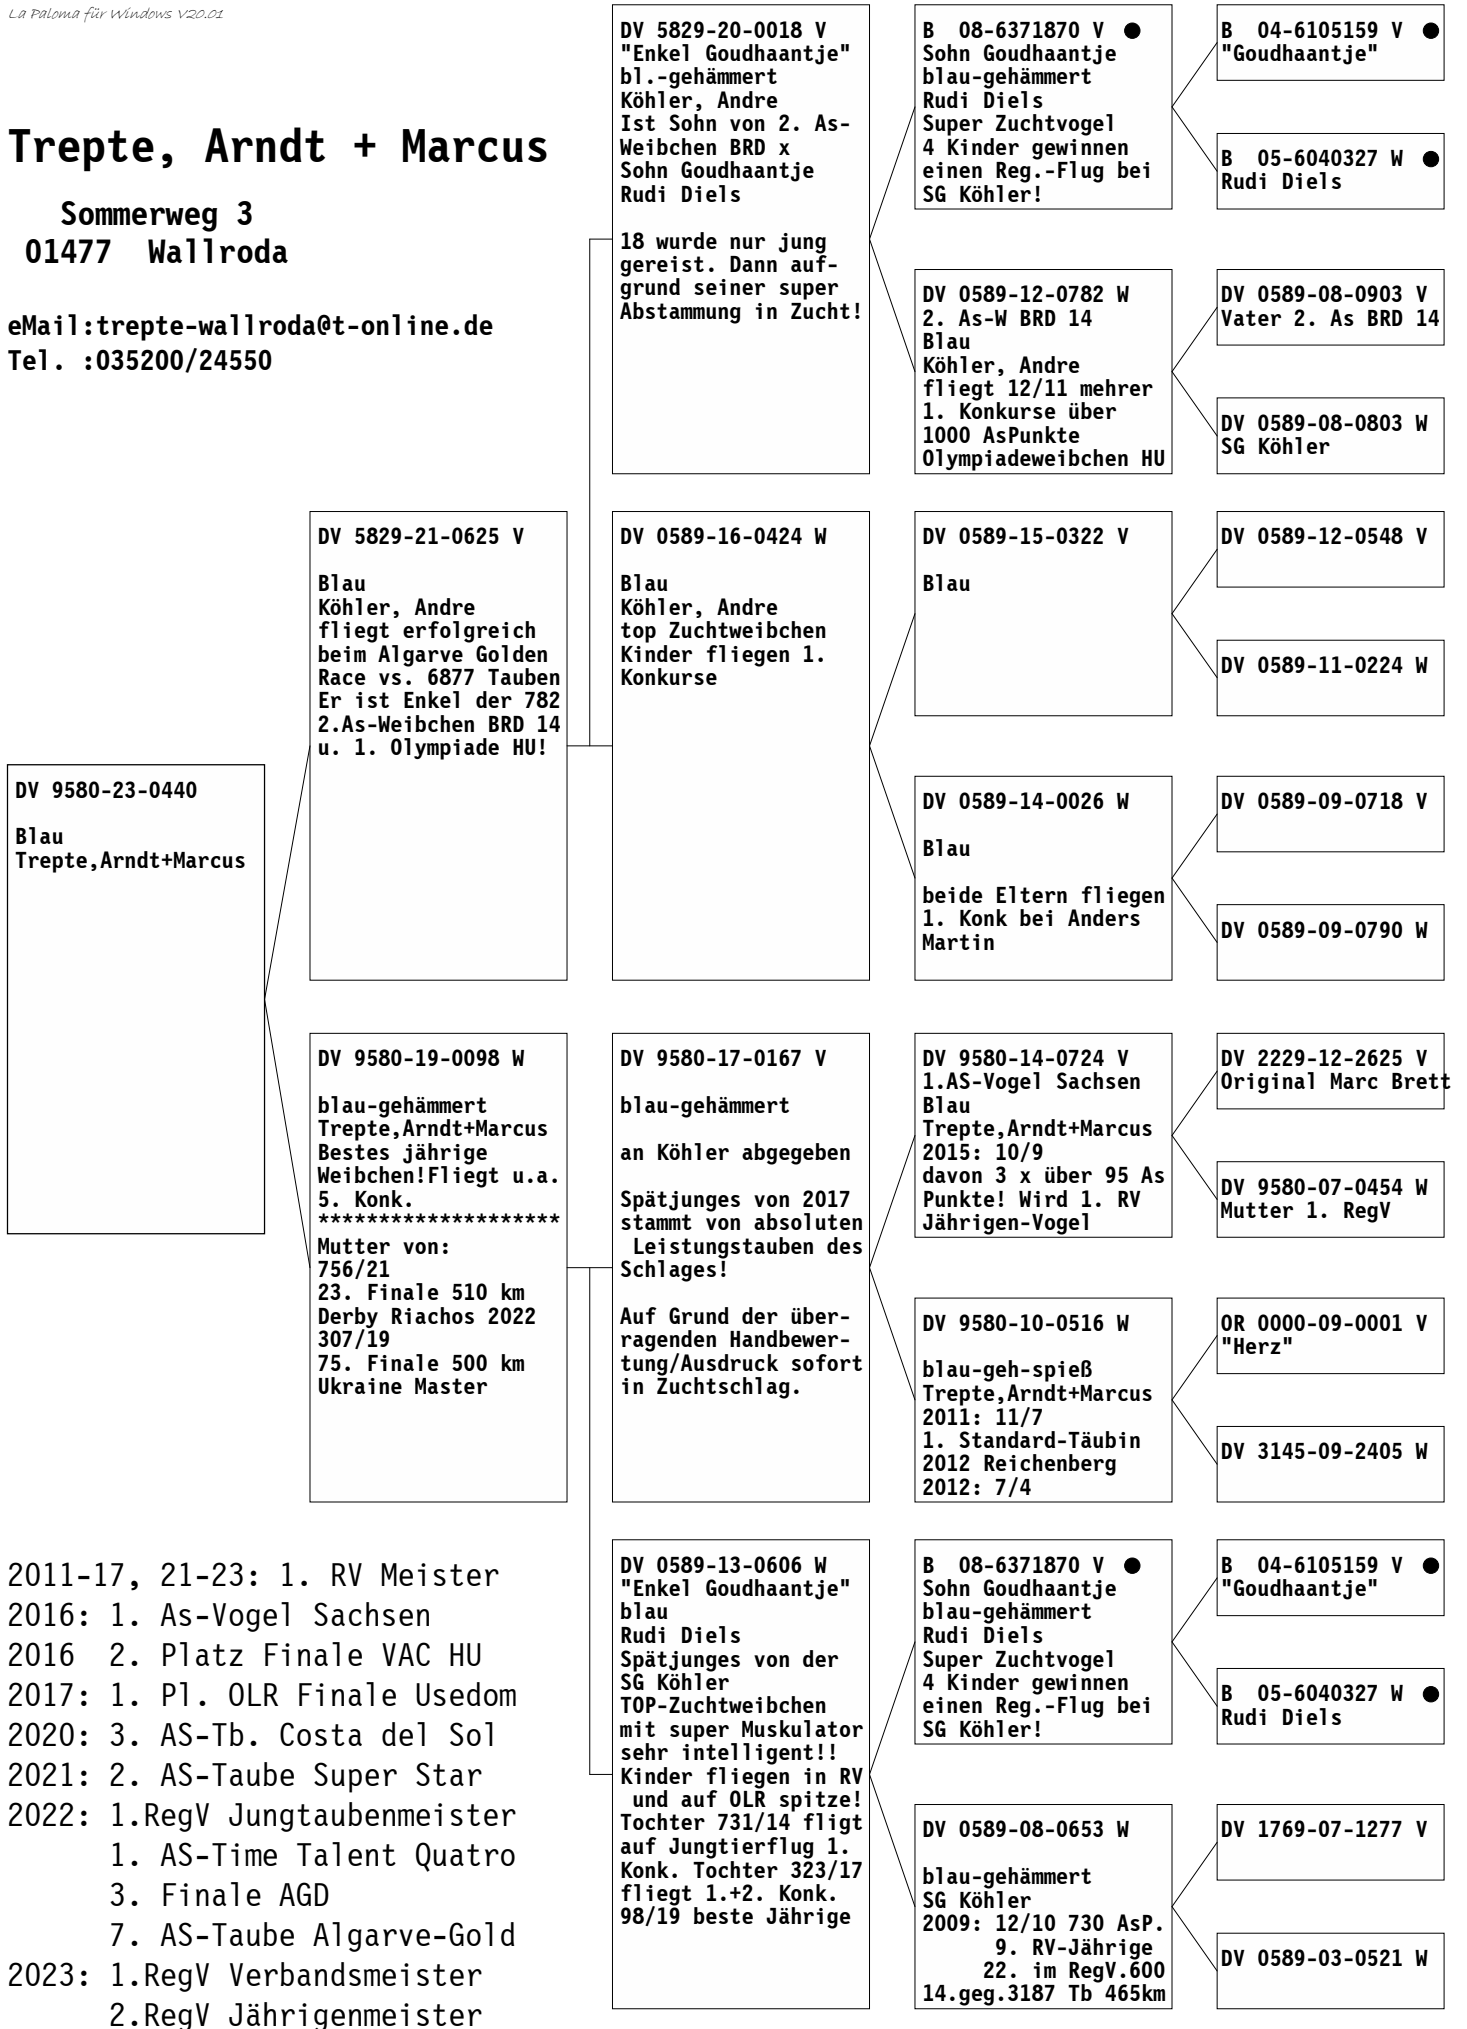 La Paloma für Windows V20.01
Trepte, Arndt + Marcus
Sommerweg 3
01477 Wallroda
eMail:trepte-wallroda@t-online.de
Tel. :035200/24550
DV 9580-23-0440
Blau
Trepte,Arndt+Marcus
DV 5829-21-0625 V
Blau
Köhler, Andre
fliegt erfolgreich
beim Algarve Golden
Race vs. 6877 Tauben
Er ist Enkel der 782
2.As-Weibchen BRD 14
u. 1. Olympiade HU!
DV 9580-19-0098 W
blau-gehämmert
Trepte,Arndt+Marcus
Bestes jährige
Weibchen!Fliegt u.a.
5. Konk.
********************
Mutter von:
756/21
23. Finale 510 km
Derby Riachos 2022
307/19
75. Finale 500 km
Ukraine Master
DV 5829-20-0018 V
"Enkel Goudhaantje"
bl.-gehämmert
Köhler, Andre
Ist Sohn von 2. As-
Weibchen BRD x
Sohn Goudhaantje
Rudi Diels
18 wurde nur jung
gereist. Dann auf-
grund seiner super
Abstammung in Zucht!
DV 0589-16-0424 W
Blau
Köhler, Andre
top Zuchtweibchen
Kinder fliegen 1.
Konkurse
DV 9580-17-0167 V
blau-gehämmert
an Köhler abgegeben
Spätjunges von 2017
stammt von absoluten
Leistungstauben des
Schlages!
Auf Grund der über-
ragenden Handbewer-
tung/Ausdruck sofort
in Zuchtschlag.
DV 0589-13-0606 W
"Enkel Goudhaantje"
blau
Rudi Diels
Spätjunges von der
SG Köhler
TOP-Zuchtweibchen
mit super Muskulator
sehr intelligent!!
Kinder fliegen in RV
und auf OLR spitze!
Tochter 731/14 fligt
auf Jungtierflug 1.
Konk. Tochter 323/17
fliegt 1.+2. Konk.
98/19 beste Jährige
B 08-6371870 V ●
Sohn Goudhaantje
blau-gehämmert
Rudi Diels
Super Zuchtvogel
4 Kinder gewinnen
einen Reg.-Flug bei
SG Köhler!
DV 0589-12-0782 W
2. As-W BRD 14
Blau
Köhler, Andre
fliegt 12/11 mehrer
1. Konkurse über
1000 AsPunkte
Olympiadeweibchen HU
DV 0589-15-0322 V
Blau
DV 0589-14-0026 W
Blau
beide Eltern fliegen
1. Konk bei Anders
Martin
DV 9580-14-0724 V
1.AS-Vogel Sachsen
Blau
Trepte,Arndt+Marcus
2015: 10/9
davon 3 x über 95 As
Punkte! Wird 1. RV
Jährigen-Vogel
DV 9580-10-0516 W
blau-geh-spieß
Trepte,Arndt+Marcus
2011: 11/7
1. Standard-Täubin
2012 Reichenberg
2012: 7/4
B 08-6371870 V ●
Sohn Goudhaantje
blau-gehämmert
Rudi Diels
Super Zuchtvogel
4 Kinder gewinnen
einen Reg.-Flug bei
SG Köhler!
DV 0589-08-0653 W
blau-gehämmert
SG Köhler
2009: 12/10 730 AsP.
9. RV-Jährige
22. im RegV.600
14.geg.3187 Tb 465km
B 04-6105159 V ●
"Goudhaantje"
B 05-6040327 W ●
Rudi Diels
DV 0589-08-0903 V
Vater 2. As BRD 14
DV 0589-08-0803 W
SG Köhler
DV 0589-12-0548 V
DV 0589-11-0224 W
DV 0589-09-0718 V
DV 0589-09-0790 W
DV 2229-12-2625 V
Original Marc Brett
DV 9580-07-0454 W
Mutter 1. RegV
OR 0000-09-0001 V
"Herz"
DV 3145-09-2405 W
B 04-6105159 V ●
"Goudhaantje"
B 05-6040327 W ●
Rudi Diels
DV 1769-07-1277 V
DV 0589-03-0521 W
2011-17, 21-23: 1. RV Meister
2016: 1. As-Vogel Sachsen
2016 2. Platz Finale VAC HU
2017: 1. Pl. OLR Finale Usedom
2020: 3. AS-Tb. Costa del Sol
2021: 2. AS-Taube Super Star
2022: 1.RegV Jungtaubenmeister
1. AS-Time Talent Quatro
3. Finale AGD
7. AS-Taube Algarve-Gold
2023: 1.RegV Verbandsmeister
2.RegV Jährigenmeister